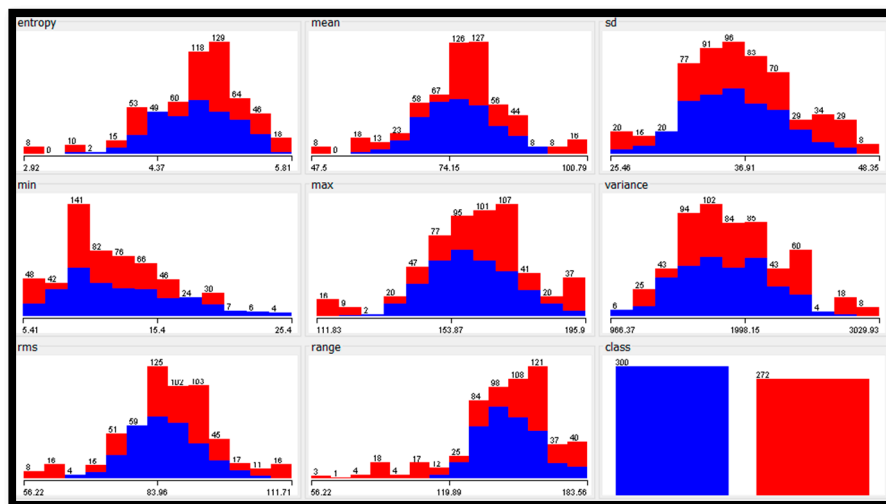 entropy
8 0 10 2 15 53 49 60 118 129 64 46 18
2.92 4.37 5.81
mean
8 0 18 13 23 58 67 126 127 56 44 8 8 16
47.5 74.15 100.79
sd
20 16 20 77 91 96 83 70 29 34 29 8
25.46 36.91 48.35
min
48 42 141 82 76 66 46 24 30 7 6 4
5.41 15.4 25.4
max
16 9 2 20 47 77 95 101 107 41 20 37
111.83 153.87 195.9
variance
6 25 43 94 102 84 85 43 60 4 18 8
966.37 1998.15 3029.93
rms
8 16 4 16 51 59 125 102 103 45 17 11 16
56.22 83.96 111.71
range
3 1 4 18 4 17 12 25 84 98 108 121 37 40
56.22 119.89 183.56
class
300 272